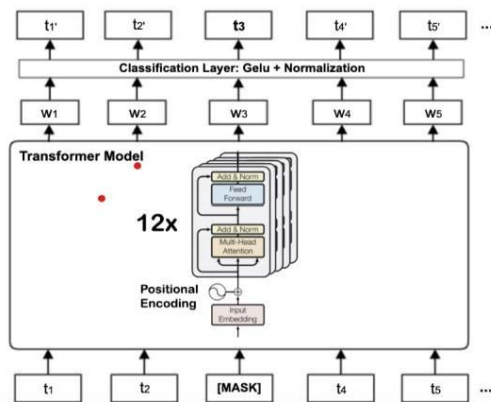 t1' t2' t3 t4' t5' ...
Classification Layer: Gelu + Normalization
w1 w2 w3 w4 w5
Transformer Model
Add & Norm
Feed
Forward
12x
Add & Norm
Multi-Head
Attention
Positional
Encoding
Input
Embedding
t1 t2 [MASK] t4 t5 ...